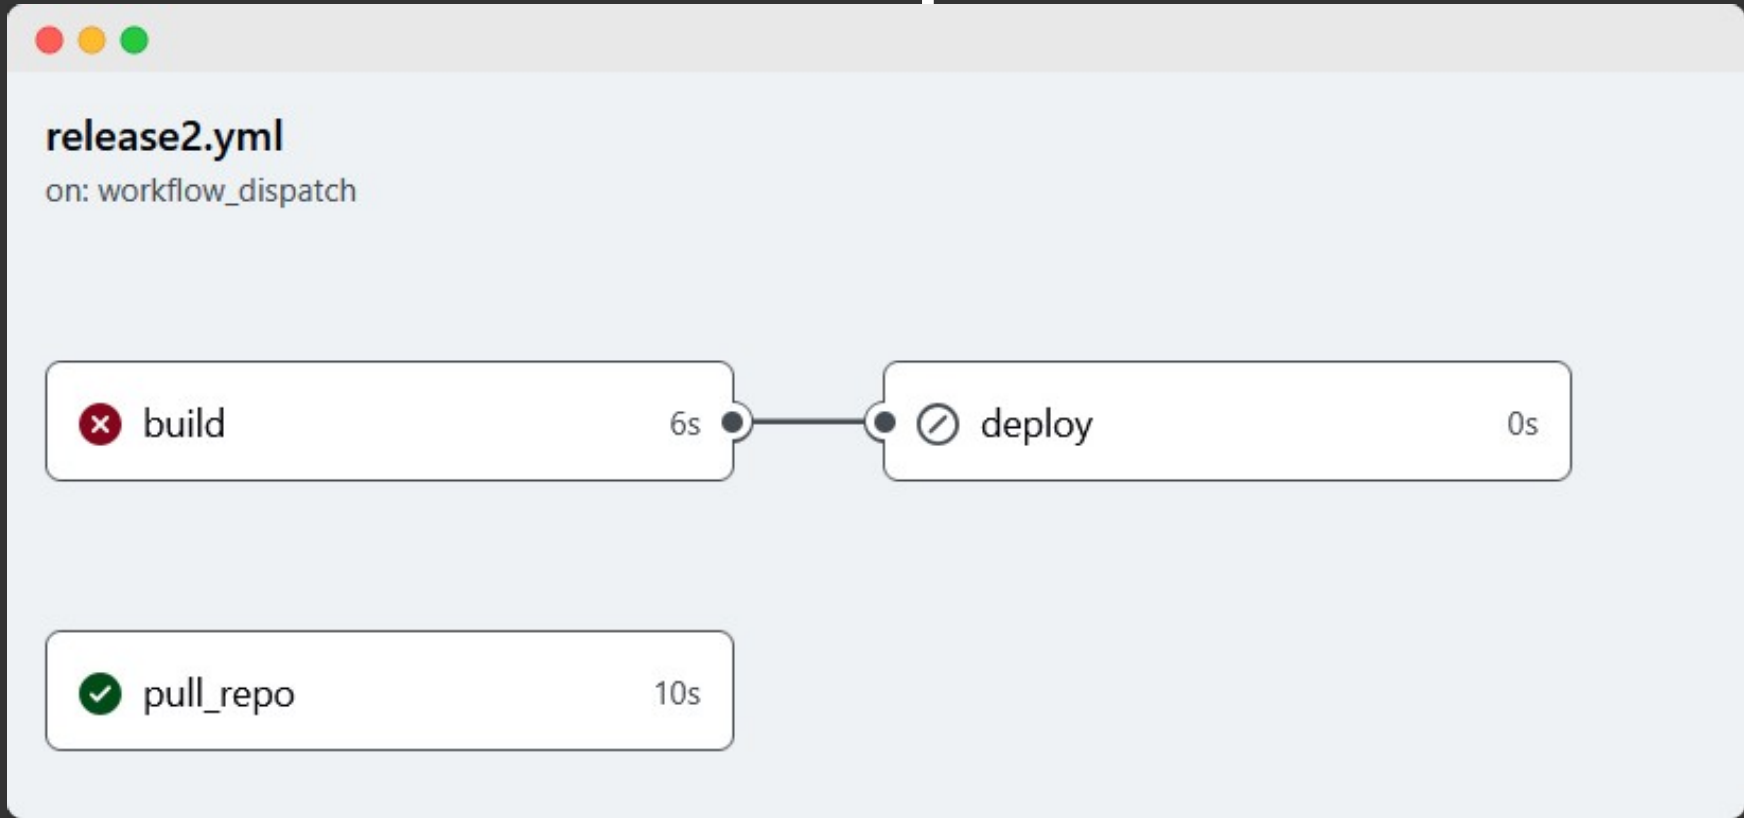 release2.yml
on: workflow_dispatch
build 6s
deploy 0s
pull_repo 10s